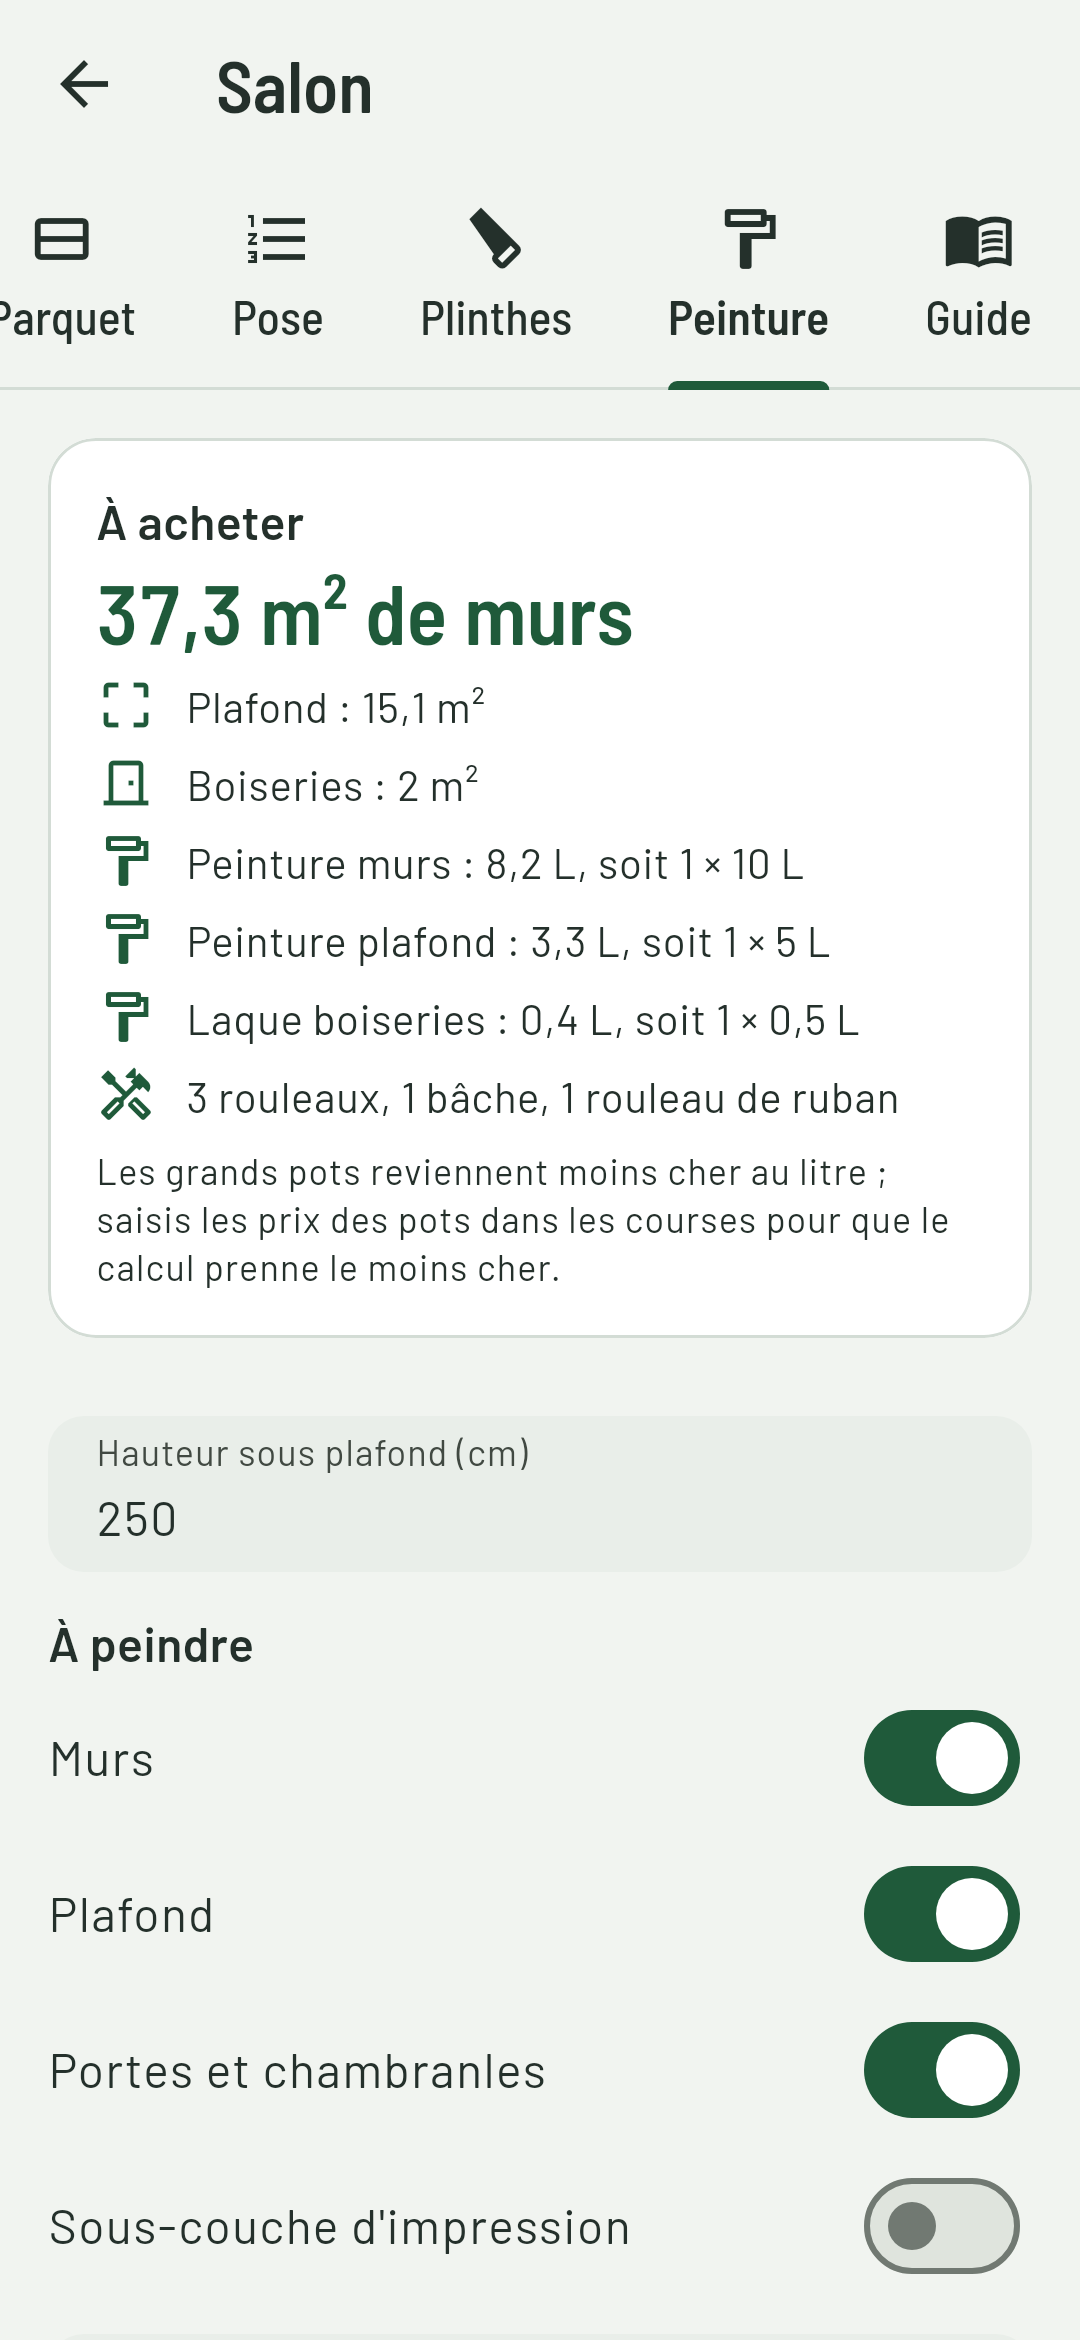 Salon
Parquet
Pose
Plinthes
Peinture
Guide
À acheter
37,3 m² de murs
Plafond : 15,1 m²
Boiseries : 2 m²
Peinture murs : 8,2 L, soit 1 × 10 L
Peinture plafond : 3,3 L, soit 1 × 5 L
Laque boiseries : 0,4 L, soit 1 × 0,5 L
3 rouleaux, 1 bâche, 1 rouleau de ruban
Les grands pots reviennent moins cher au litre ;
saisis les prix des pots dans les courses pour que le
calcul prenne le moins cher.
Hauteur sous plafond (cm)
250
À peindre
Murs
Plafond
Portes et chambranles
Sous-couche d'impression